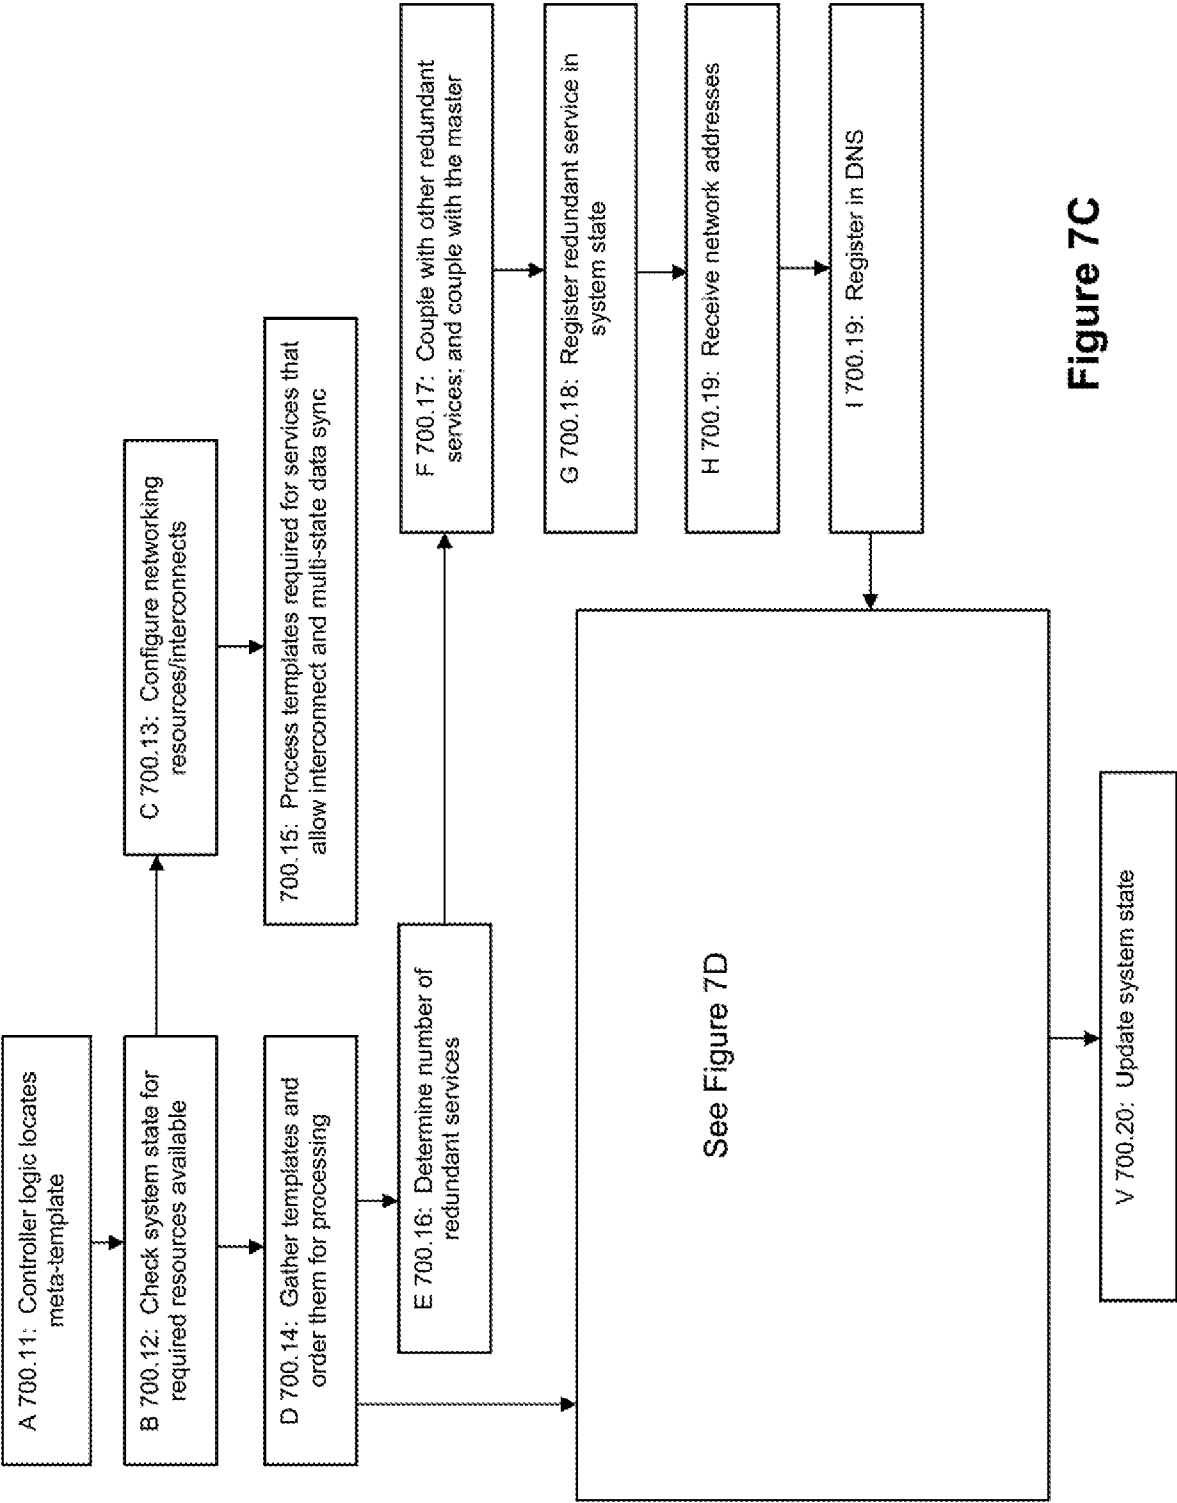 A 700.11: Controller logic locates
meta-template
B 700.12: Check system state for
required resources available
C 700.13: Configure networking
resources/interconnects
D 700.14: Gather templates and
order them for processing
700.15: Process templates required for services that
allow interconnect and multi-state data sync
E 700.16: Determine number of
redundant services
F 700.17: Couple with other redundant
services; and couple with the master
G 700.18: Register redundant service in
system state
H 700.19: Receive network addresses
I 700.19: Register in DNS
See Figure 7D
V 700.20: Update system state
Figure 7C